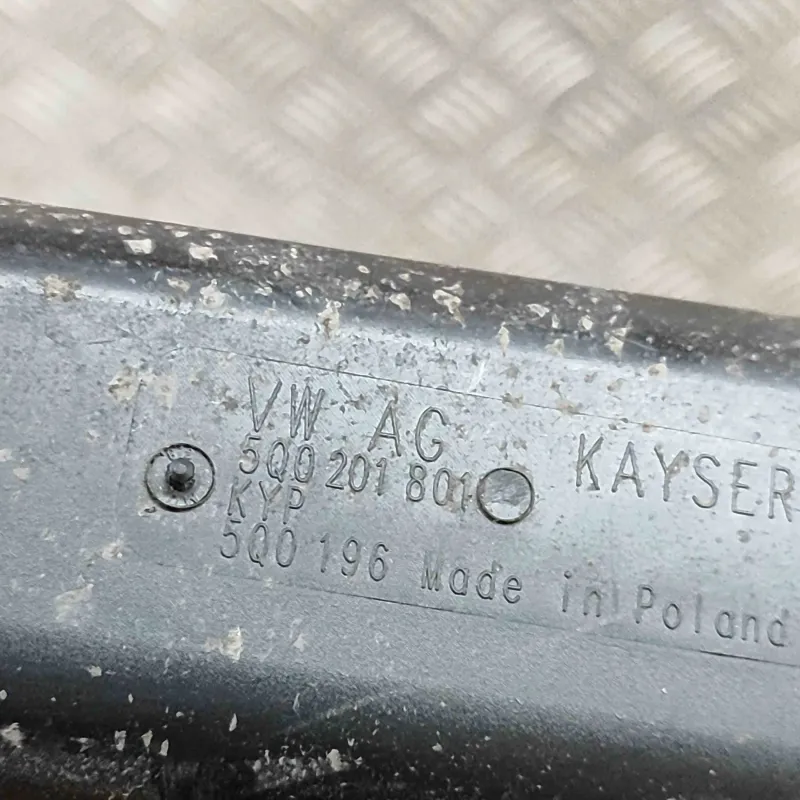 VW AG KAYSER
5Q0 201 801
KYP
5Q0 196 Made in Poland